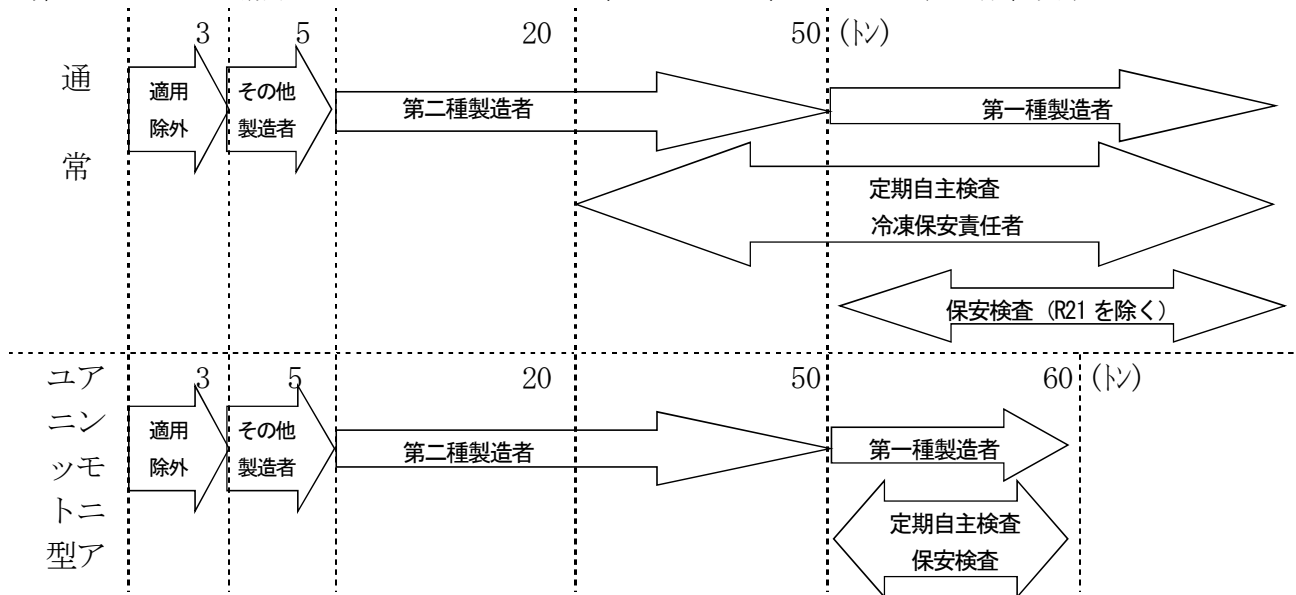 3 5 20 50 (トン)
通常
適用
除外
その他
製造者
第二種製造者
第一種製造者
定期自主検査
冷凍保安責任者
保安検査(R21を除く)
3 5 20 50 60 (トン)
アンモニア
ユニット型
適用
除外
その他
製造者
第二種製造者
第一種製造者
定期自主検査
保安検査